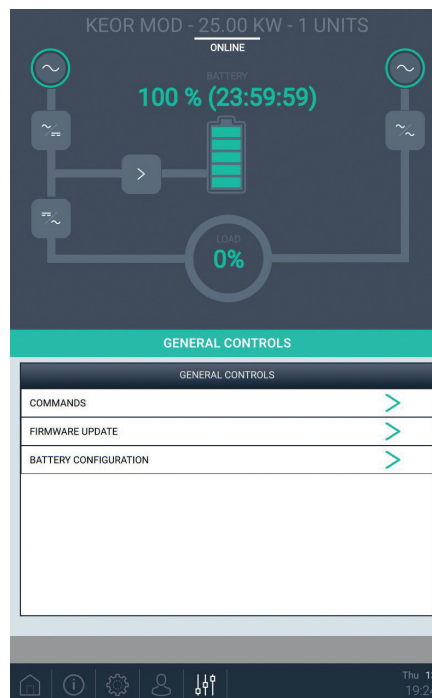 KEOR MOD - 25.00 KW - 1 UNITS
ONLINE
BATTERY
100 % (23:59:59)
LOAD
0%
GENERAL CONTROLS
GENERAL CONTROLS
COMMANDS
FIRMWARE UPDATE
BATTERY CONFIGURATION
Thu